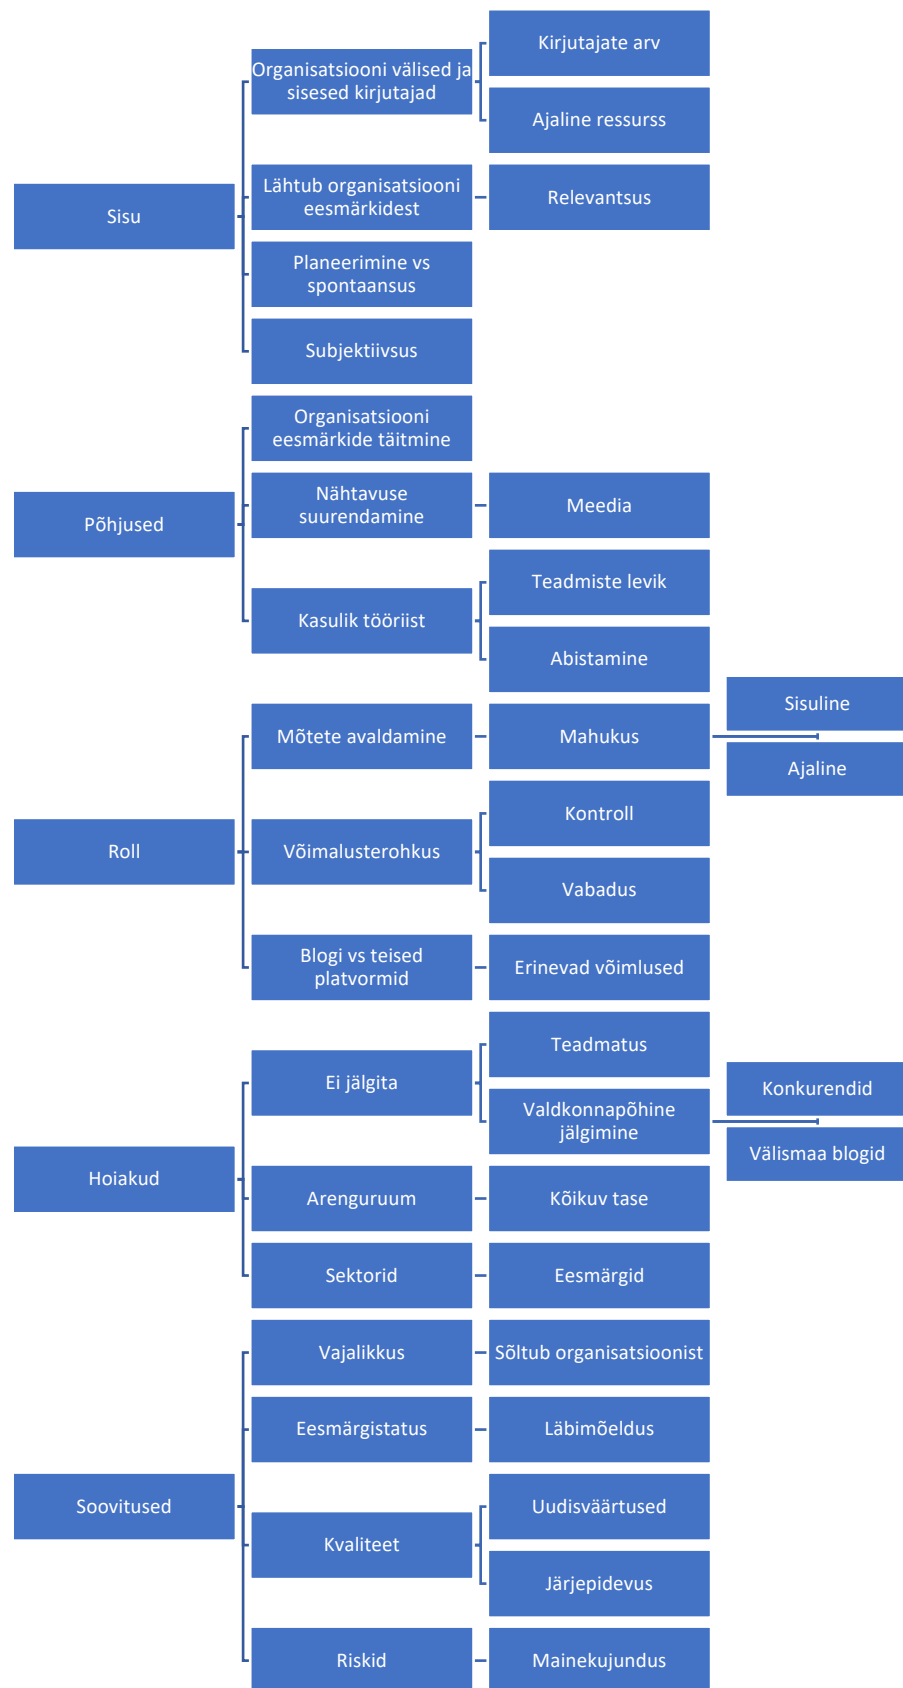 Sisu
Organisatsiooni välised ja
sisesed kirjutajad
Kirjutajate arv
Ajaline ressurss
Lähtub organisatsiooni
eesmärkidest
Relevantsus
Planeerimine vs
spontaansus
Subjektiivsus
Põhjused
Organisatsiooni
eesmärkide täitmine
Nähtavuse
suurendamine
Meedia
Kasulik tööriist
Teadmiste levik
Abistamine
Roll
Mõtete avaldamine
Mahukus
Sisuline
Ajaline
Võimalusterohkus
Kontroll
Vabadus
Blogi vs teised
platvormid
Erinevad võimlused
Hoiakud
Ei jälgita
Teadmatus
Valdkonnapõhine
jälgimine
Konkurendid
Välismaa blogid
Arenguruum
Kõikuv tase
Sektorid
Eesmärgid
Soovitused
Vajalikkus
Sõltub organisatsioonist
Eesmärgistatus
Läbimõeldus
Kvaliteet
Uudisväärtused
Järjepidevus
Riskid
Mainekujundus